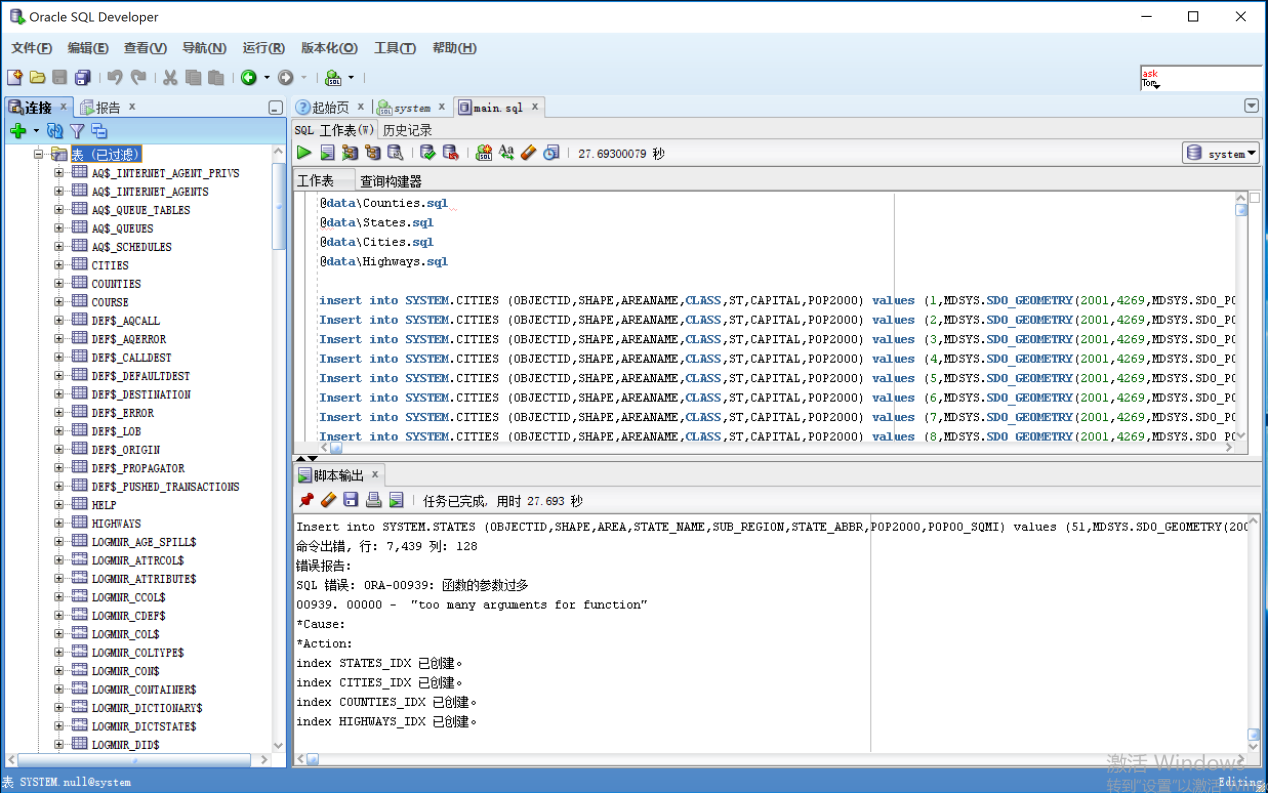 Oracle SQL Developer
文件(F) 编辑(E) 查看(V) 导航(N) 运行(R) 版本化(O) 工具(T) 帮助(H)
ask
Tom
连接 报告
起始页 system main.sql
SQL 工作表(W) 历史记录
27.69300079 秒
system
工作表 查询构建器
表 (已过滤)
AQ$_INTERNET_AGENT_PRIVS
AQ$_INTERNET_AGENTS
AQ$_QUEUE_TABLES
AQ$_QUEUES
AQ$_SCHEDULES
CITIES
COUNTIES
COURSE
DEF$_AQCALL
DEF$_AQERROR
DEF$_CALLDEST
DEF$_DEFAULTDEST
DEF$_DESTINATION
DEF$_ERROR
DEF$_LOB
DEF$_ORIGIN
DEF$_PROPAGATOR
DEF$_PUSHED_TRANSACTIONS
HELP
HIGHWAYS
LOGMNR_AGE_SPILL$
LOGMNR_ATTRCOL$
LOGMNR_ATTRIBUTE$
LOGMNR_CCOL$
LOGMNR_CDEF$
LOGMNR_COL$
LOGMNR_COLTYPE$
LOGMNR_CON$
LOGMNR_CONTAINER$
LOGMNR_DICTIONARY$
LOGMNR_DICTSTATE$
LOGMNR_DID$
@data\Counties.sql
@data\States.sql
@data\Cities.sql
@data\Highways.sql
insert into SYSTEM.CITIES (OBJECTID,SHAPE,AREANAME,CLASS,ST,CAPITAL,POP2000) values (1,MDSYS.SDO_GEOMETRY(2001,4269,MDSYS.SDO_PO
Insert into SYSTEM.CITIES (OBJECTID,SHAPE,AREANAME,CLASS,ST,CAPITAL,POP2000) values (2,MDSYS.SDO_GEOMETRY(2001,4269,MDSYS.SDO_PO
Insert into SYSTEM.CITIES (OBJECTID,SHAPE,AREANAME,CLASS,ST,CAPITAL,POP2000) values (3,MDSYS.SDO_GEOMETRY(2001,4269,MDSYS.SDO_PO
Insert into SYSTEM.CITIES (OBJECTID,SHAPE,AREANAME,CLASS,ST,CAPITAL,POP2000) values (4,MDSYS.SDO_GEOMETRY(2001,4269,MDSYS.SDO_PO
Insert into SYSTEM.CITIES (OBJECTID,SHAPE,AREANAME,CLASS,ST,CAPITAL,POP2000) values (5,MDSYS.SDO_GEOMETRY(2001,4269,MDSYS.SDO_PO
Insert into SYSTEM.CITIES (OBJECTID,SHAPE,AREANAME,CLASS,ST,CAPITAL,POP2000) values (6,MDSYS.SDO_GEOMETRY(2001,4269,MDSYS.SDO_PO
Insert into SYSTEM.CITIES (OBJECTID,SHAPE,AREANAME,CLASS,ST,CAPITAL,POP2000) values (7,MDSYS.SDO_GEOMETRY(2001,4269,MDSYS.SDO_PO
Insert into SYSTEM.CITIES (OBJECTID,SHAPE,AREANAME,CLASS,ST,CAPITAL,POP2000) values (8,MDSYS.SDO_GEOMETRY(2001,4269,MDSYS.SDO_PO
脚本输出
任务已完成, 用时 27.693 秒
Insert into SYSTEM.STATES (OBJECTID,SHAPE,AREA,STATE_NAME,SUB_REGION,STATE_ABBR,POP2000,POP00_SQMI) values (51,MDSYS.SDO_GEOMETRY(200
命令出错, 行: 7,439 列: 128
错误报告:
SQL 错误: ORA-00939: 函数的参数过多
00939. 00000 -  "too many arguments for function"
*Cause:
*Action:
index STATES_IDX 已创建。
index CITIES_IDX 已创建。
index COUNTIES_IDX 已创建。
index HIGHWAYS_IDX 已创建。
激活 Windows
转到"设置"以激活 Win
表 SYSTEM.null@system
Editing